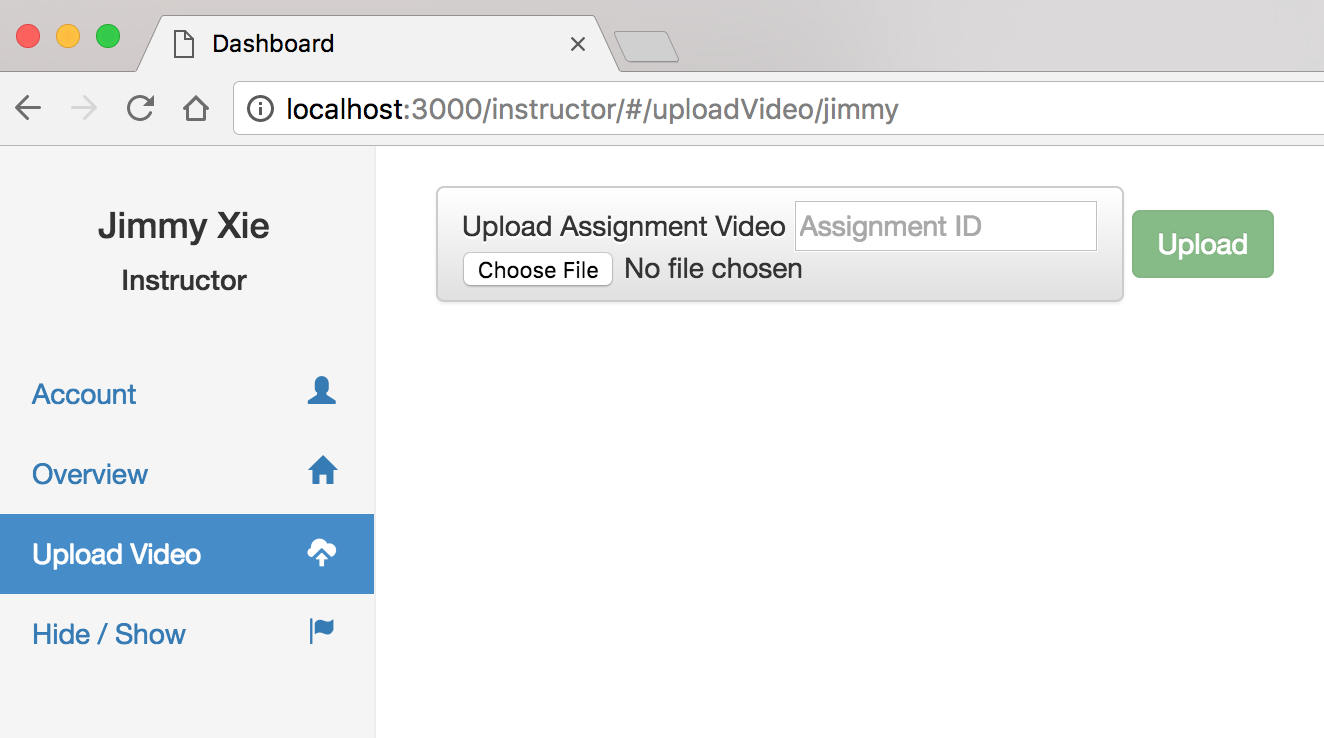 Dashboard
localhost:3000/instructor/#/uploadVideo/jimmy
Jimmy Xie
Instructor
Account
Overview
Upload Video
Hide / Show
Upload Assignment Video Assignment ID
Choose File No file chosen
Upload